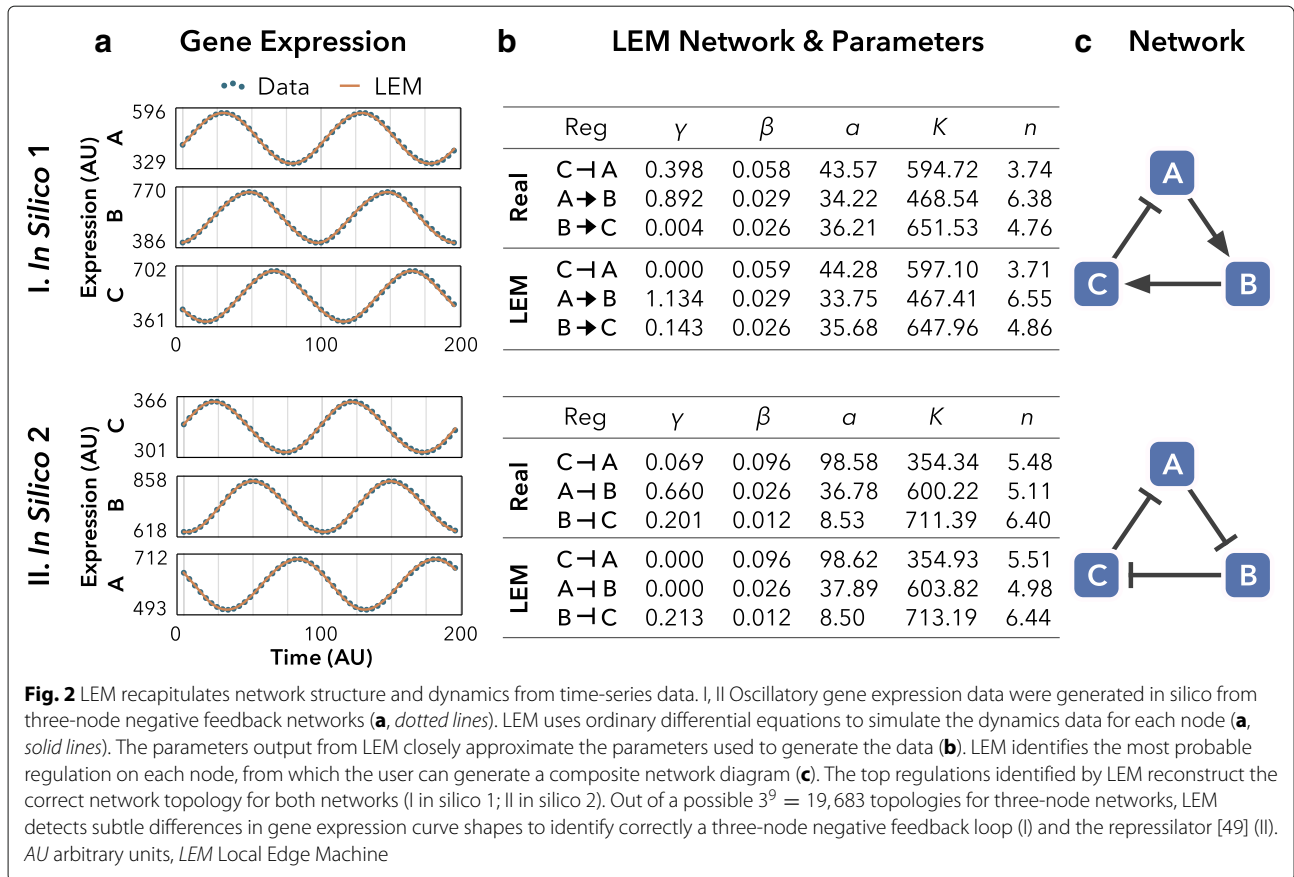 a Gene Expression
Data LEM
I. In Silico 1
Expression (AU)
A
596
329
B
770
386
C
702
361
0 100 200
II. In Silico 2
Expression (AU)
C
366
301
B
858
618
A
712
493
0 100 200
Time (AU)
b LEM Network & Parameters
Reg γ β α K n
Real
C⊣A 0.398 0.058 43.57 594.72 3.74
A→B 0.892 0.029 34.22 468.54 6.38
B→C 0.004 0.026 36.21 651.53 4.76
LEM
C⊣A 0.000 0.059 44.28 597.10 3.71
A→B 1.134 0.029 33.75 467.41 6.55
B→C 0.143 0.026 35.68 647.96 4.86
Reg γ β α K n
Real
C⊣A 0.069 0.096 98.58 354.34 5.48
A⊣B 0.660 0.026 36.78 600.22 5.11
B⊣C 0.201 0.012 8.53 711.39 6.40
LEM
C⊣A 0.000 0.096 98.62 354.93 5.51
A⊣B 0.000 0.026 37.89 603.82 4.98
B⊣C 0.213 0.012 8.50 713.19 6.44
c Network
A
C B
A
C B
Fig. 2 LEM recapitulates network structure and dynamics from time-series data. I, II Oscillatory gene expression data were generated in silico from
three-node negative feedback networks (a, dotted lines). LEM uses ordinary differential equations to simulate the dynamics data for each node (a,
solid lines). The parameters output from LEM closely approximate the parameters used to generate the data (b). LEM identifies the most probable
regulation on each node, from which the user can generate a composite network diagram (c). The top regulations identified by LEM reconstruct the
correct network topology for both networks (I in silico 1; II in silico 2). Out of a possible 3⁹ = 19,683 topologies for three-node networks, LEM
detects subtle differences in gene expression curve shapes to identify correctly a three-node negative feedback loop (I) and the repressilator [49] (II).
AU arbitrary units, LEM Local Edge Machine